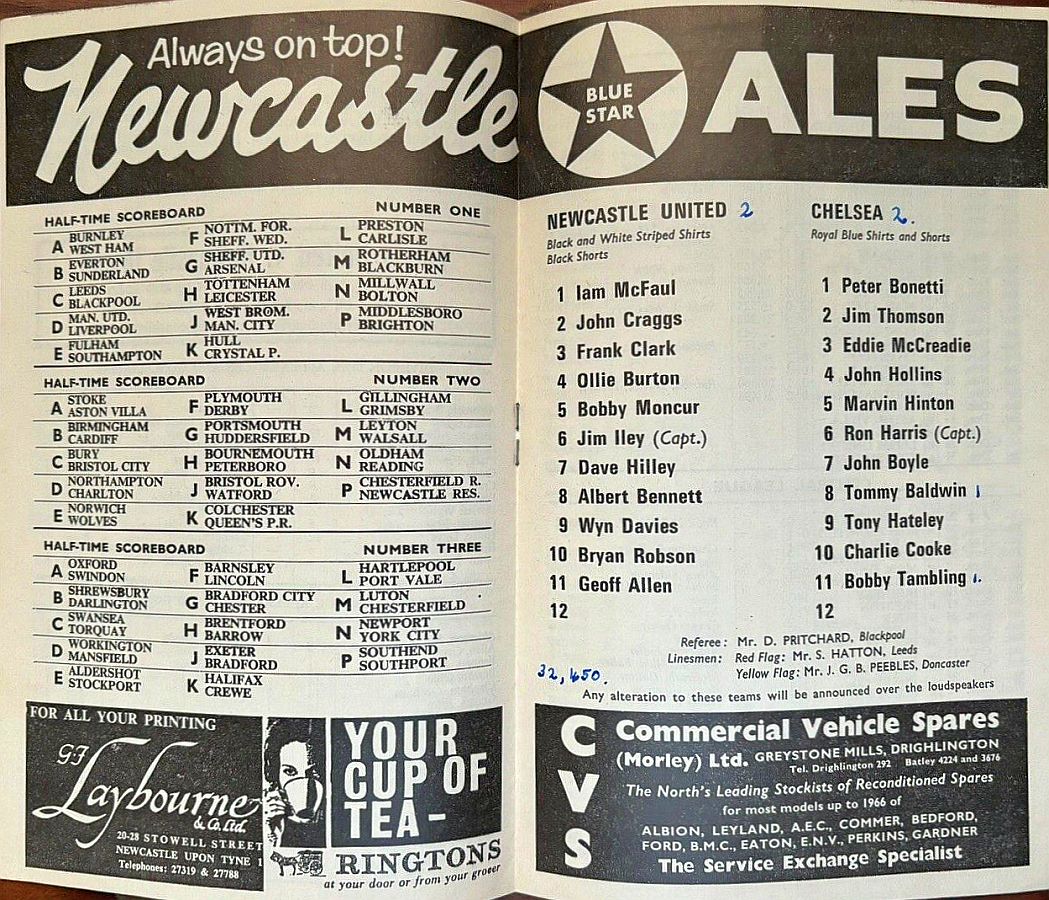 Always on top!
Newcastle
BLUE
STAR
ALES
HALF-TIME SCOREBOARD NUMBER ONE
A BURNLEY
WEST HAM
B EVERTON
SUNDERLAND
C LEEDS
BLACKPOOL
D MAN. UTD.
LIVERPOOL
E FULHAM
SOUTHAMPTON
F NOTTM. FOR.
SHEFF. WED.
G SHEFF. UTD.
ARSENAL
H TOTTENHAM
LEICESTER
J WEST BROM.
MAN. CITY
K HULL
CRYSTAL P.
L PRESTON
CARLISLE
M ROTHERHAM
BLACKBURN
N MILLWALL
BOLTON
P MIDDLESBORO
BRIGHTON
HALF-TIME SCOREBOARD NUMBER TWO
A STOKE
ASTON VILLA
B BIRMINGHAM
CARDIFF
C BURY
BRISTOL CITY
D NORTHAMPTON
CHARLTON
E NORWICH
WOLVES
F PLYMOUTH
DERBY
G PORTSMOUTH
HUDDERSFIELD
H BOURNEMOUTH
PETERBORO
J BRISTOL ROV.
WATFORD
K COLCHESTER
QUEEN'S P.R.
L GILLINGHAM
GRIMSBY
M LEYTON
WALSALL
N OLDHAM
READING
P CHESTERFIELD R.
NEWCASTLE RES.
HALF-TIME SCOREBOARD NUMBER THREE
A OXFORD
SWINDON
B SHREWSBURY
DARLINGTON
C SWANSEA
TORQUAY
D WORKINGTON
MANSFIELD
E ALDERSHOT
STOCKPORT
F BARNSLEY
LINCOLN
G BRADFORD CITY
CHESTER
H BRENTFORD
BARROW
J EXETER
BRADFORD
K HALIFAX
CREWE
L HARTLEPOOL
PORT VALE
M LUTON
CHESTERFIELD
N NEWPORT
YORK CITY
P SOUTHEND
SOUTHPORT
FOR ALL YOUR PRINTING
G·F
Laybourne
& Co. Ltd.
20-28 STOWELL STREET
NEWCASTLE UPON TYNE 1
Telephones: 27319 & 27788
YOUR
CUP OF
TEA-
RINGTONS
at your door or from your grocer
NEWCASTLE UNITED 2
Black and White Striped Shirts
Black Shorts
1 Iam McFaul
2 John Craggs
3 Frank Clark
4 Ollie Burton
5 Bobby Moncur
6 Jim Iley (Capt.)
7 Dave Hilley
8 Albert Bennett
9 Wyn Davies
10 Bryan Robson
11 Geoff Allen
12
CHELSEA 2.
Royal Blue Shirts and Shorts
1 Peter Bonetti
2 Jim Thomson
3 Eddie McCreadie
4 John Hollins
5 Marvin Hinton
6 Ron Harris (Capt.)
7 John Boyle
8 Tommy Baldwin 1
9 Tony Hateley
10 Charlie Cooke
11 Bobby Tambling 1.
12
Referee: Mr. D. PRITCHARD, Blackpool
Linesmen: Red Flag: Mr. S. HATTON, Leeds
Yellow Flag: Mr. J. G. B. PEEBLES, Doncaster
32,650.
Any alteration to these teams will be announced over the loudspeakers
CVS
Commercial Vehicle Spares
(Morley) Ltd. GREYSTONE MILLS, DRIGHLINGTON
Tel. Drighlington 292 Batley 4224 and 3676
The North's Leading Stockists of Reconditioned Spares
for most models up to 1966 of
ALBION, LEYLAND, A.E.C., COMMER, BEDFORD,
FORD, B.M.C., EATON, E.N.V., PERKINS, GARDNER
The Service Exchange Specialist